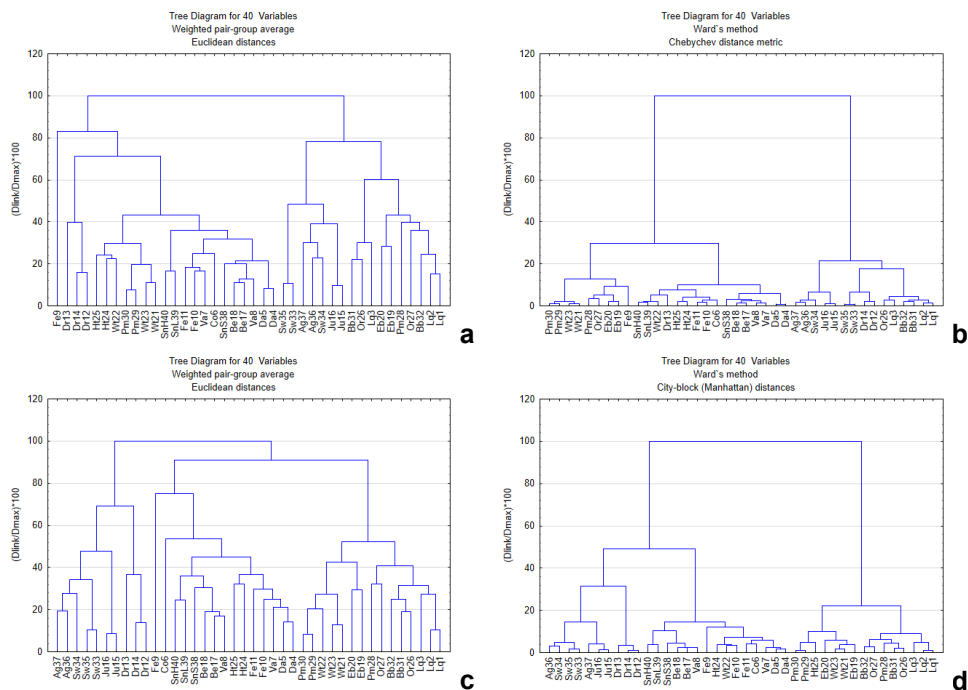 Tree Diagram for 40 Variables
Weighted pair-group average
Euclidean distances
120
100
80
60
40
20
0
(Dlink/Dmax)*100
Fe9 Dr13 Dr14 Dr12 Ht25 Ht24 Wt22 Pm30 Pm29 Wt23 Wt21 SnH40 SnL39 Fe11 Fe10 Va7 Co6 SnS38 Be18 Be17 Va8 Da5 Da4 Sw35 Sw33 Ag37 Ag36 Sw34 Ju16 Ju15 Bb31 Or26 Lq3 Eb20 Eb19 Pm28 Or27 Bb32 Lq2 Lq1
a
Tree Diagram for 40 Variables
Ward`s method
Chebychev distance metric
120
100
80
60
40
20
0
(Dlink/Dmax)*100
Pm30 Pm29 Wt23 Wt21 Pm28 Or27 Eb20 Eb19 Fe9 SnH40 SnL39 Wt22 Dr13 Ht25 Ht24 Fe11 Fe10 Co6 SnS38 Be18 Be17 Va8 Va7 Da5 Da4 Ag37 Ag36 Sw34 Ju16 Ju15 Sw35 Sw33 Dr14 Dr12 Or26 Lq3 Bb32 Bb31 Lq2 Lq1
b
Tree Diagram for 40 Variables
Weighted pair-group average
Euclidean distances
120
100
80
60
40
20
0
(Dlink/Dmax)*100
Ag37 Ag36 Sw34 Sw35 Sw33 Ju16 Ju15 Dr13 Dr14 Dr12 Fe9 Co6 SnH40 SnL39 SnS38 Be18 Be17 Va8 Ht25 Ht24 Fe11 Fe10 Va7 Da5 Da4 Pm30 Pm29 Wt22 Wt23 Wt21 Eb20 Eb19 Pm28 Or27 Bb32 Bb31 Or26 Lq3 Lq2 Lq1
c
Tree Diagram for 40 Variables
Ward`s method
City-block (Manhattan) distances
120
100
80
60
40
20
0
(Dlink/Dmax)*100
Ag36 Sw34 Sw35 Sw33 Ag37 Ju16 Ju15 Dr13 Dr14 Dr12 SnH40 SnL39 SnS38 Be18 Be17 Va8 Fe9 Ht24 Wt22 Fe10 Fe11 Co6 Va7 Da5 Da4 Pm30 Pm29 Ht25 Eb20 Wt23 Wt21 Eb19 Bb32 Or27 Pm28 Bb31 Or26 Lq3 Lq2 Lq1
d